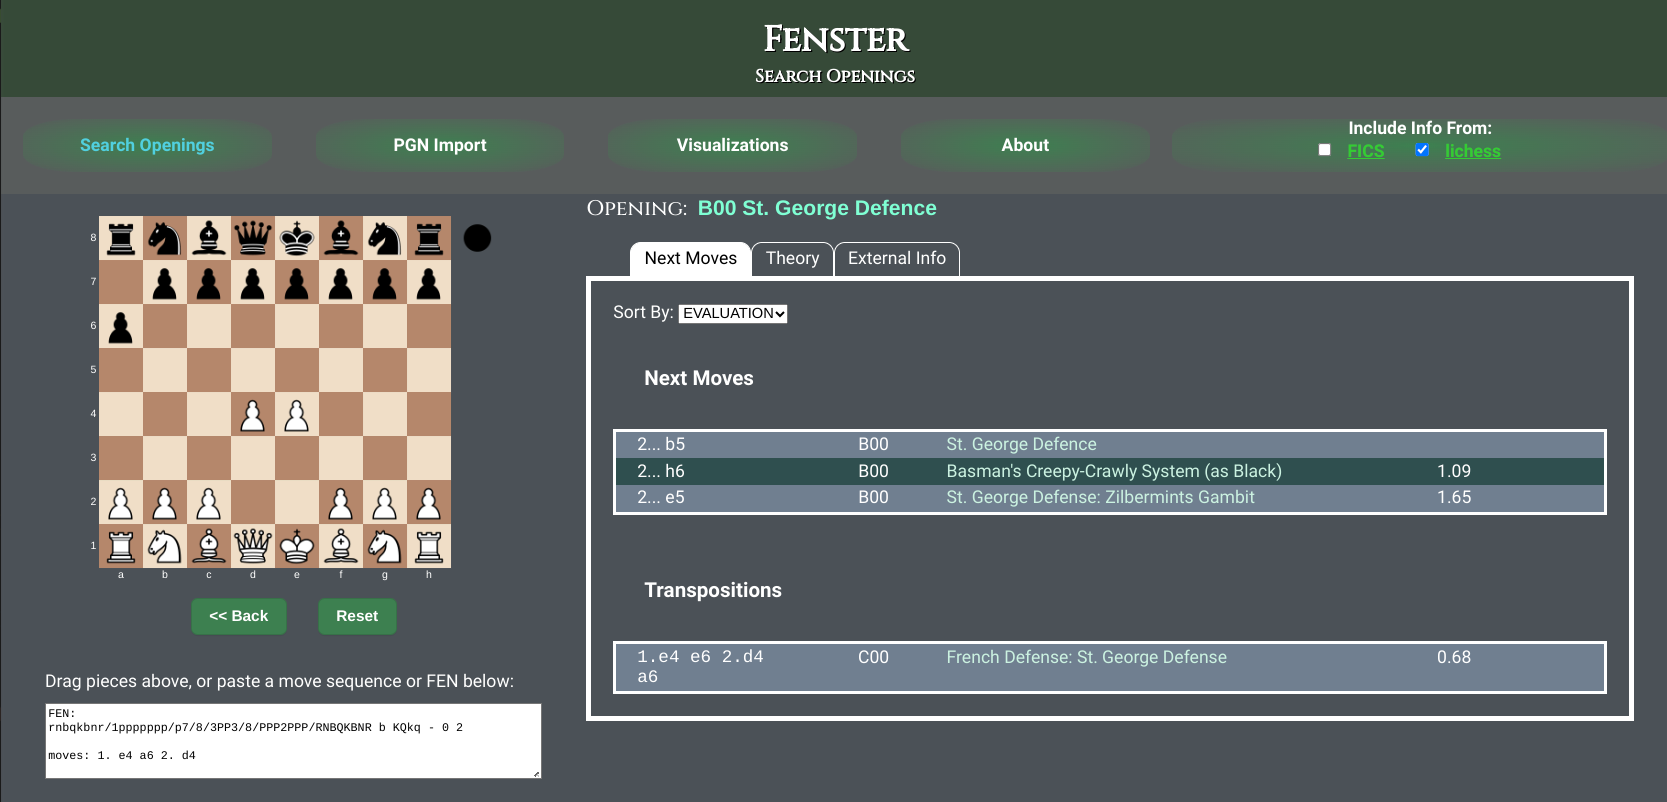 Fenster
Search Openings
Search Openings
PGN Import
Visualizations
About
Include Info From:
FICS lichess
Opening: B00 St. George Defence
8
7
6
5
4
3
2
1
a b c d e f g h
<< Back
Reset
Drag pieces above, or paste a move sequence or FEN below:
FEN:
rnbqkbnr/1ppppppp/p7/8/3PP3/8/PPP2PPP/RNBQKBNR b KQkq - 0 2
moves: 1. e4 a6 2. d4
Next Moves
Theory
External Info
Sort By: EVALUATION
Next Moves
2... b5 B00 St. George Defence
2... h6 B00 Basman's Creepy-Crawly System (as Black) 1.09
2... e5 B00 St. George Defense: Zilbermints Gambit 1.65
Transpositions
1.e4 e6 2.d4 C00 French Defense: St. George Defense 0.68
a6